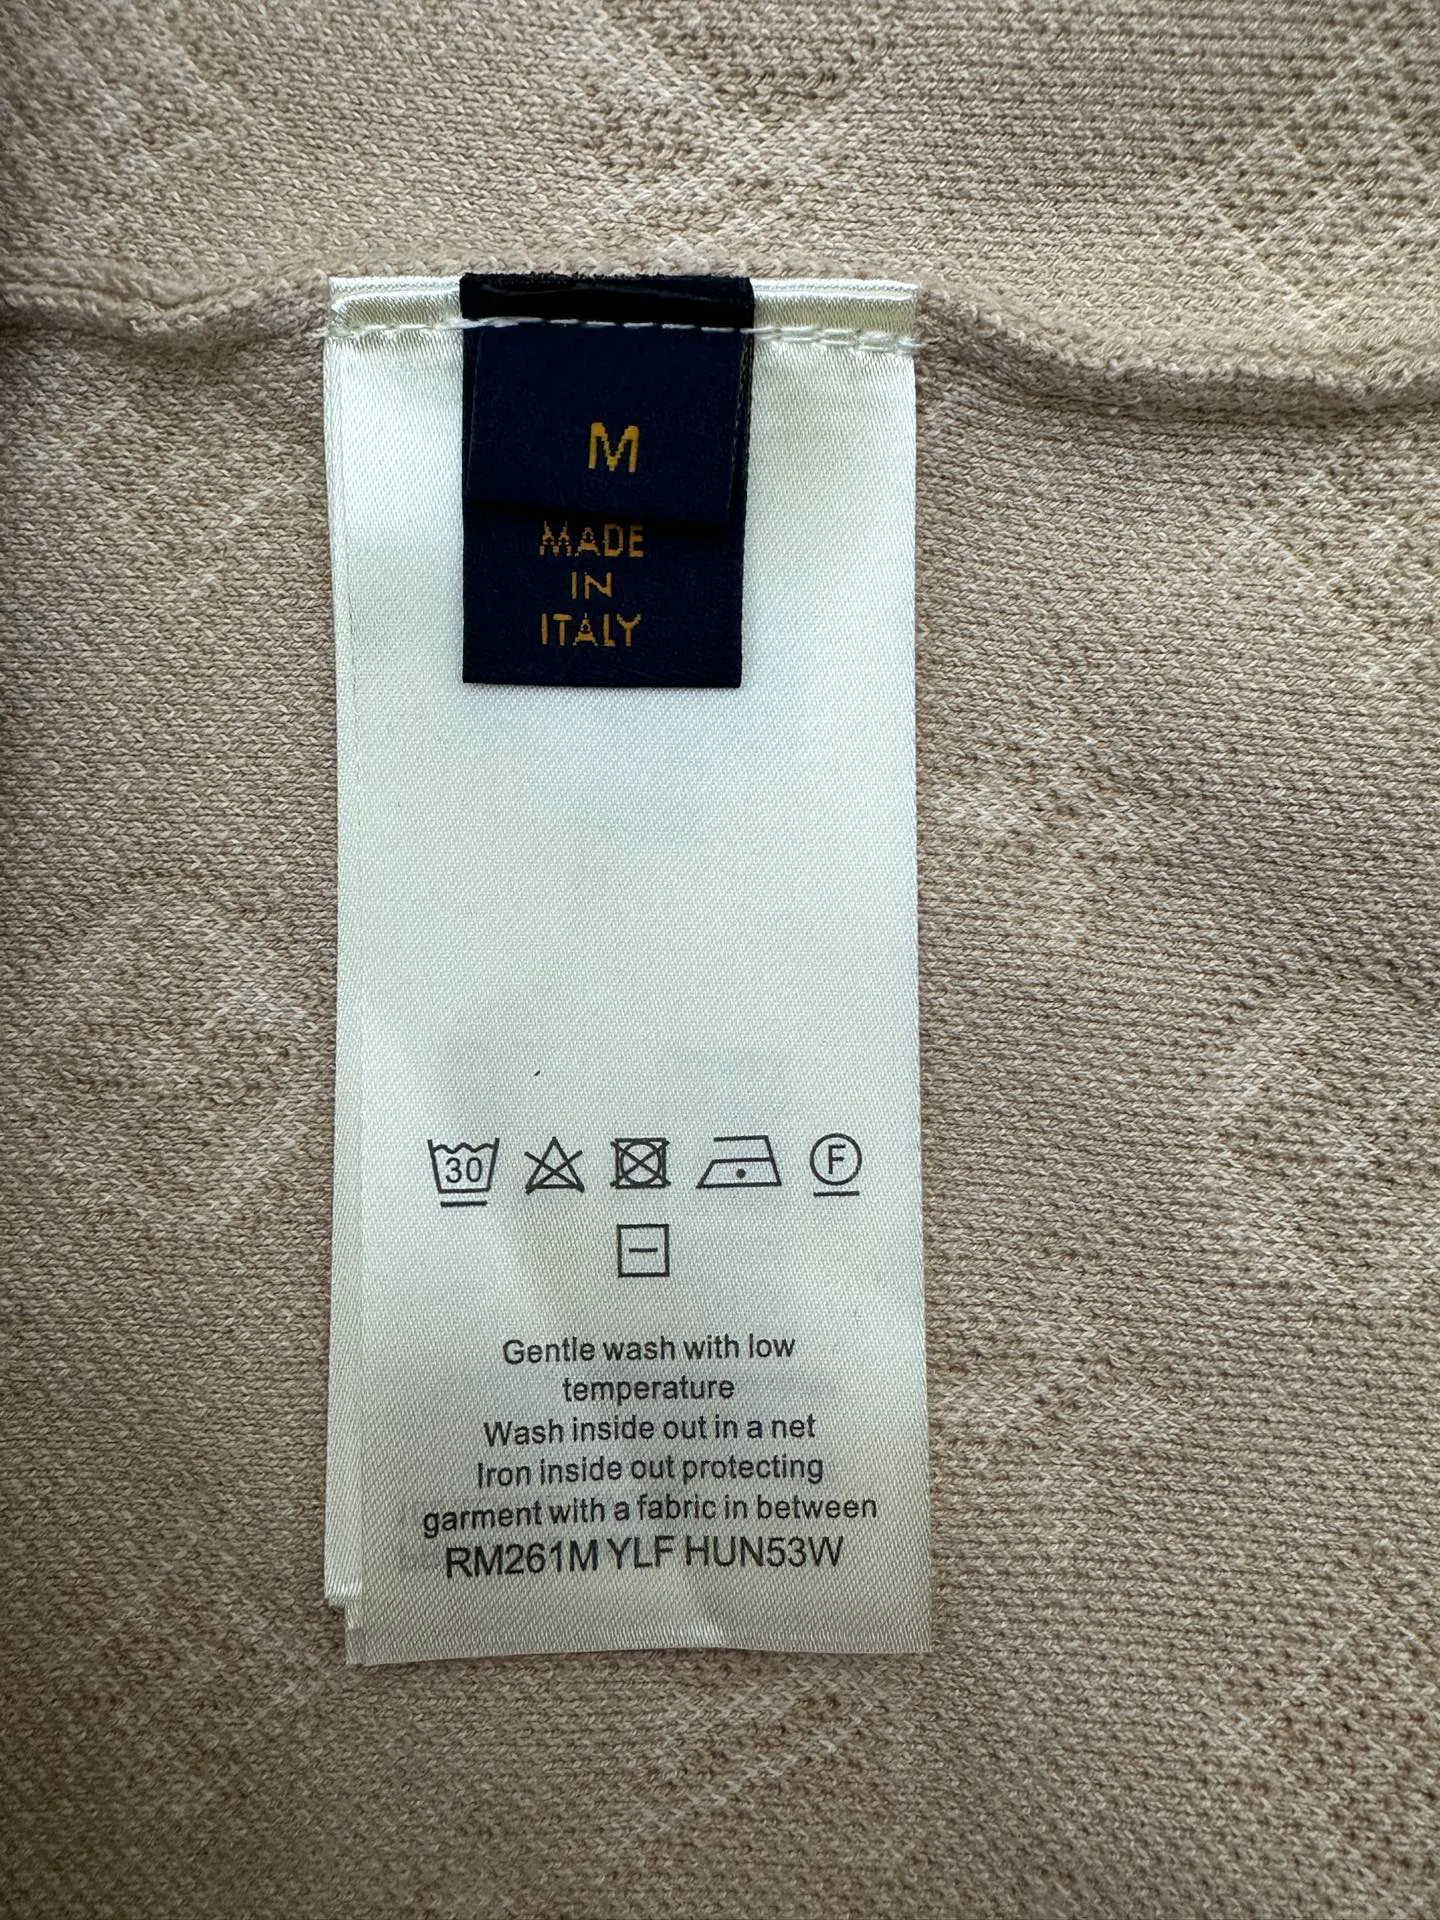 M
MADE
IN
ITALY
30
F
Gentle wash with low
temperature
Wash inside out in a net
Iron inside out protecting
garment with a fabric in between
RM261M YLF HUN53W